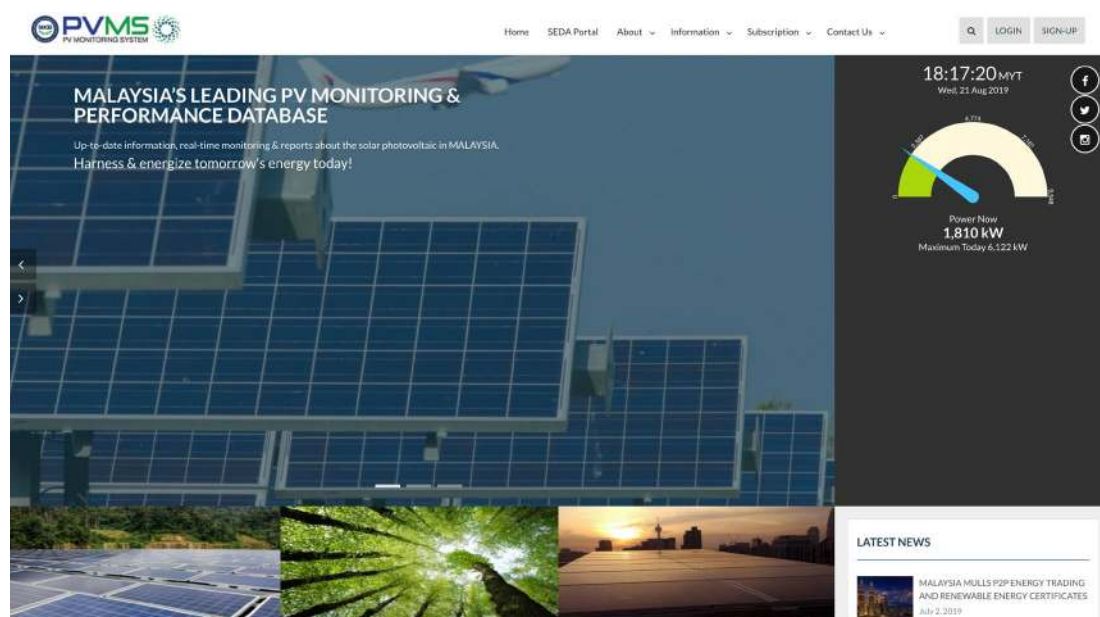 PVMS
PV MONITORING SYSTEM
Home SEDA Portal About Information Subscription Contact Us
LOGIN SIGN-UP
MALAYSIA'S LEADING PV MONITORING &
PERFORMANCE DATABASE
Up-to-date information, real-time monitoring & reports about the solar photovoltaic in MALAYSIA.
Harness & energize tomorrow's energy today!
18:17:20 MYT
Wed, 21 Aug 2019
0
Power Now
1,810 kW
Maximum Today 6,122 kW
LATEST NEWS
MALAYSIA MULLS P2P ENERGY TRADING
AND RENEWABLE ENERGY CERTIFICATES
July 2, 2019